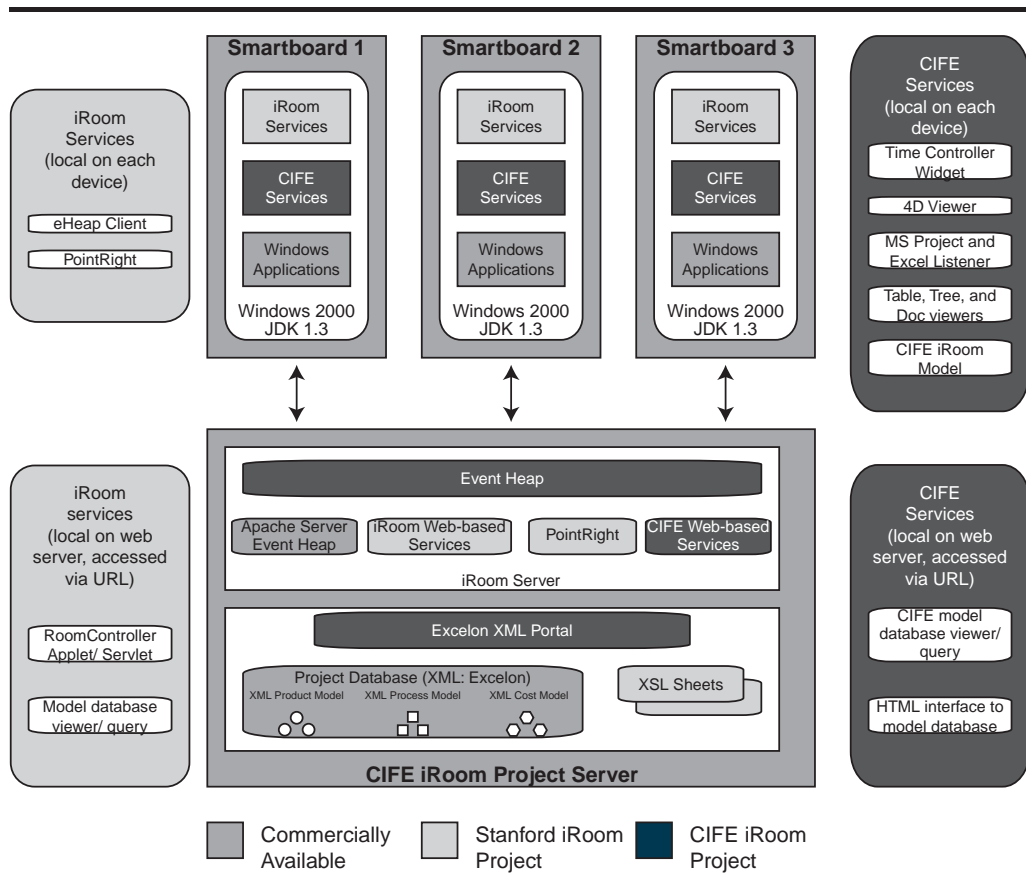 Smartboard 1
iRoom
Services
CIFE
Services
Windows
Applications
Windows 2000
JDK 1.3
Smartboard 2
iRoom
Services
CIFE
Services
Windows
Applications
Windows 2000
JDK 1.3
Smartboard 3
iRoom
Services
CIFE
Services
Windows
Applications
Windows 2000
JDK 1.3
iRoom
Services
(local on each
device)
eHeap Client
PointRight
CIFE
Services
(local on each
device)
Time Controller
Widget
4D Viewer
MS Project and
Excel Listener
Table, Tree, and
Doc viewers
CIFE iRoom
Model
iRoom
services
(local on web
server, accessed
via URL)
RoomController
Applet/ Servlet
Model database
viewer/ query
Event Heap
Apache Server
Event Heap
iRoom Web-based
Services
PointRight
CIFE Web-based
Services
iRoom Server
Excelon XML Portal
Project Database (XML: Excelon)
XML Product Model
XML Process Model
XML Cost Model
XSL Sheets
CIFE iRoom Project Server
CIFE
Services
(local on web
server, accessed
via URL)
CIFE model
database viewer/
query
HTML interface to
model database
Commercially
Available
Stanford iRoom
Project
CIFE iRoom
Project